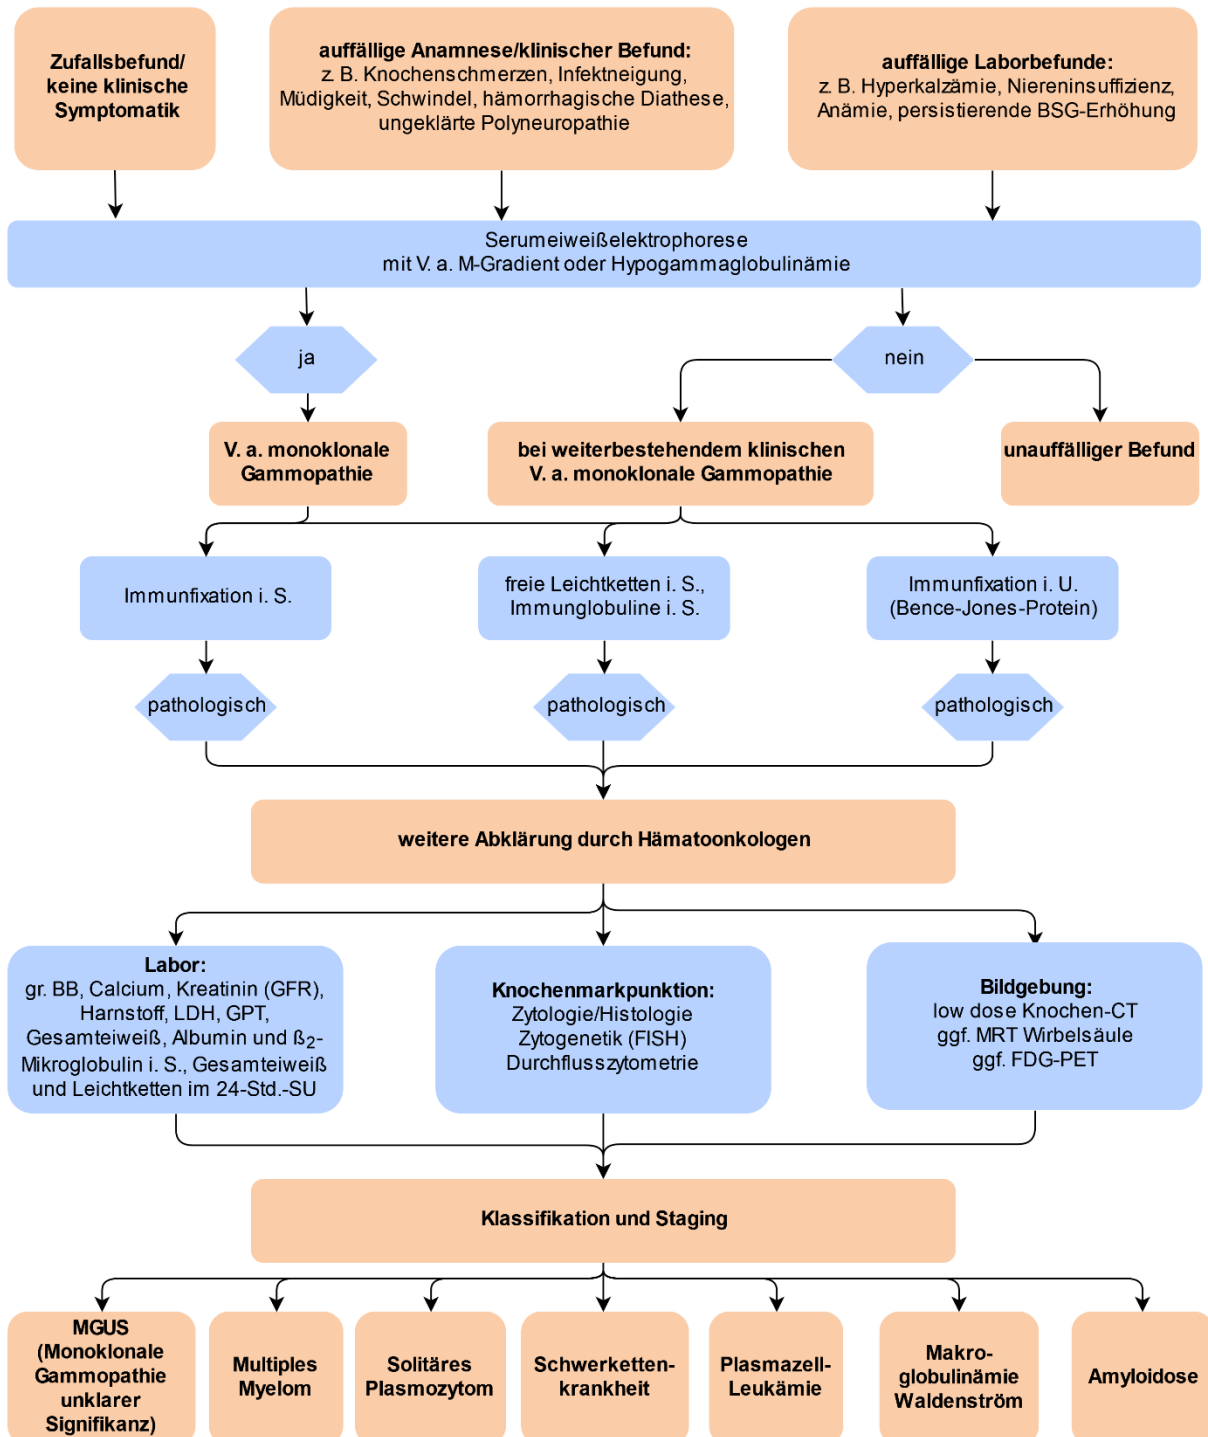 Zufallsbefund/
keine klinische
Symptomatik
auffällige Anamnese/klinischer Befund:
z. B. Knochenschmerzen, Infektneigung,
Müdigkeit, Schwindel, hämorrhagische Diathese,
ungeklärte Polyneuropathie
auffällige Laborbefunde:
z. B. Hyperkalzämie, Niereninsuffizienz,
Anämie, persistierende BSG-Erhöhung
Serumeiweißelektrophorese
mit V. a. M-Gradient oder Hypogammaglobulinämie
ja
nein
V. a. monoklonale
Gammopathie
bei weiterbestehendem klinischen
V. a. monoklonale Gammopathie
unauffälliger Befund
Immunfixation i. S.
freie Leichtketten i. S.,
Immunglobuline i. S.
Immunfixation i. U.
(Bence-Jones-Protein)
pathologisch
pathologisch
pathologisch
weitere Abklärung durch Hämatoonkologen
Labor:
gr. BB, Calcium, Kreatinin (GFR),
Harnstoff, LDH, GPT,
Gesamteiweiß, Albumin und ß₂-
Mikroglobulin i. S., Gesamteiweiß
und Leichtketten im 24-Std.-SU
Knochenmarkpunktion:
Zytologie/Histologie
Zytogenetik (FISH)
Durchflusszytometrie
Bildgebung:
low dose Knochen-CT
ggf. MRT Wirbelsäule
ggf. FDG-PET
Klassifikation und Staging
MGUS
(Monoklonale
Gammopathie
unklarer
Signifikanz)
Multiples
Myelom
Solitäres
Plasmozytom
Schwerketten-
krankheit
Plasmazell-
Leukämie
Makro-
globulinämie
Waldenström
Amyloidose